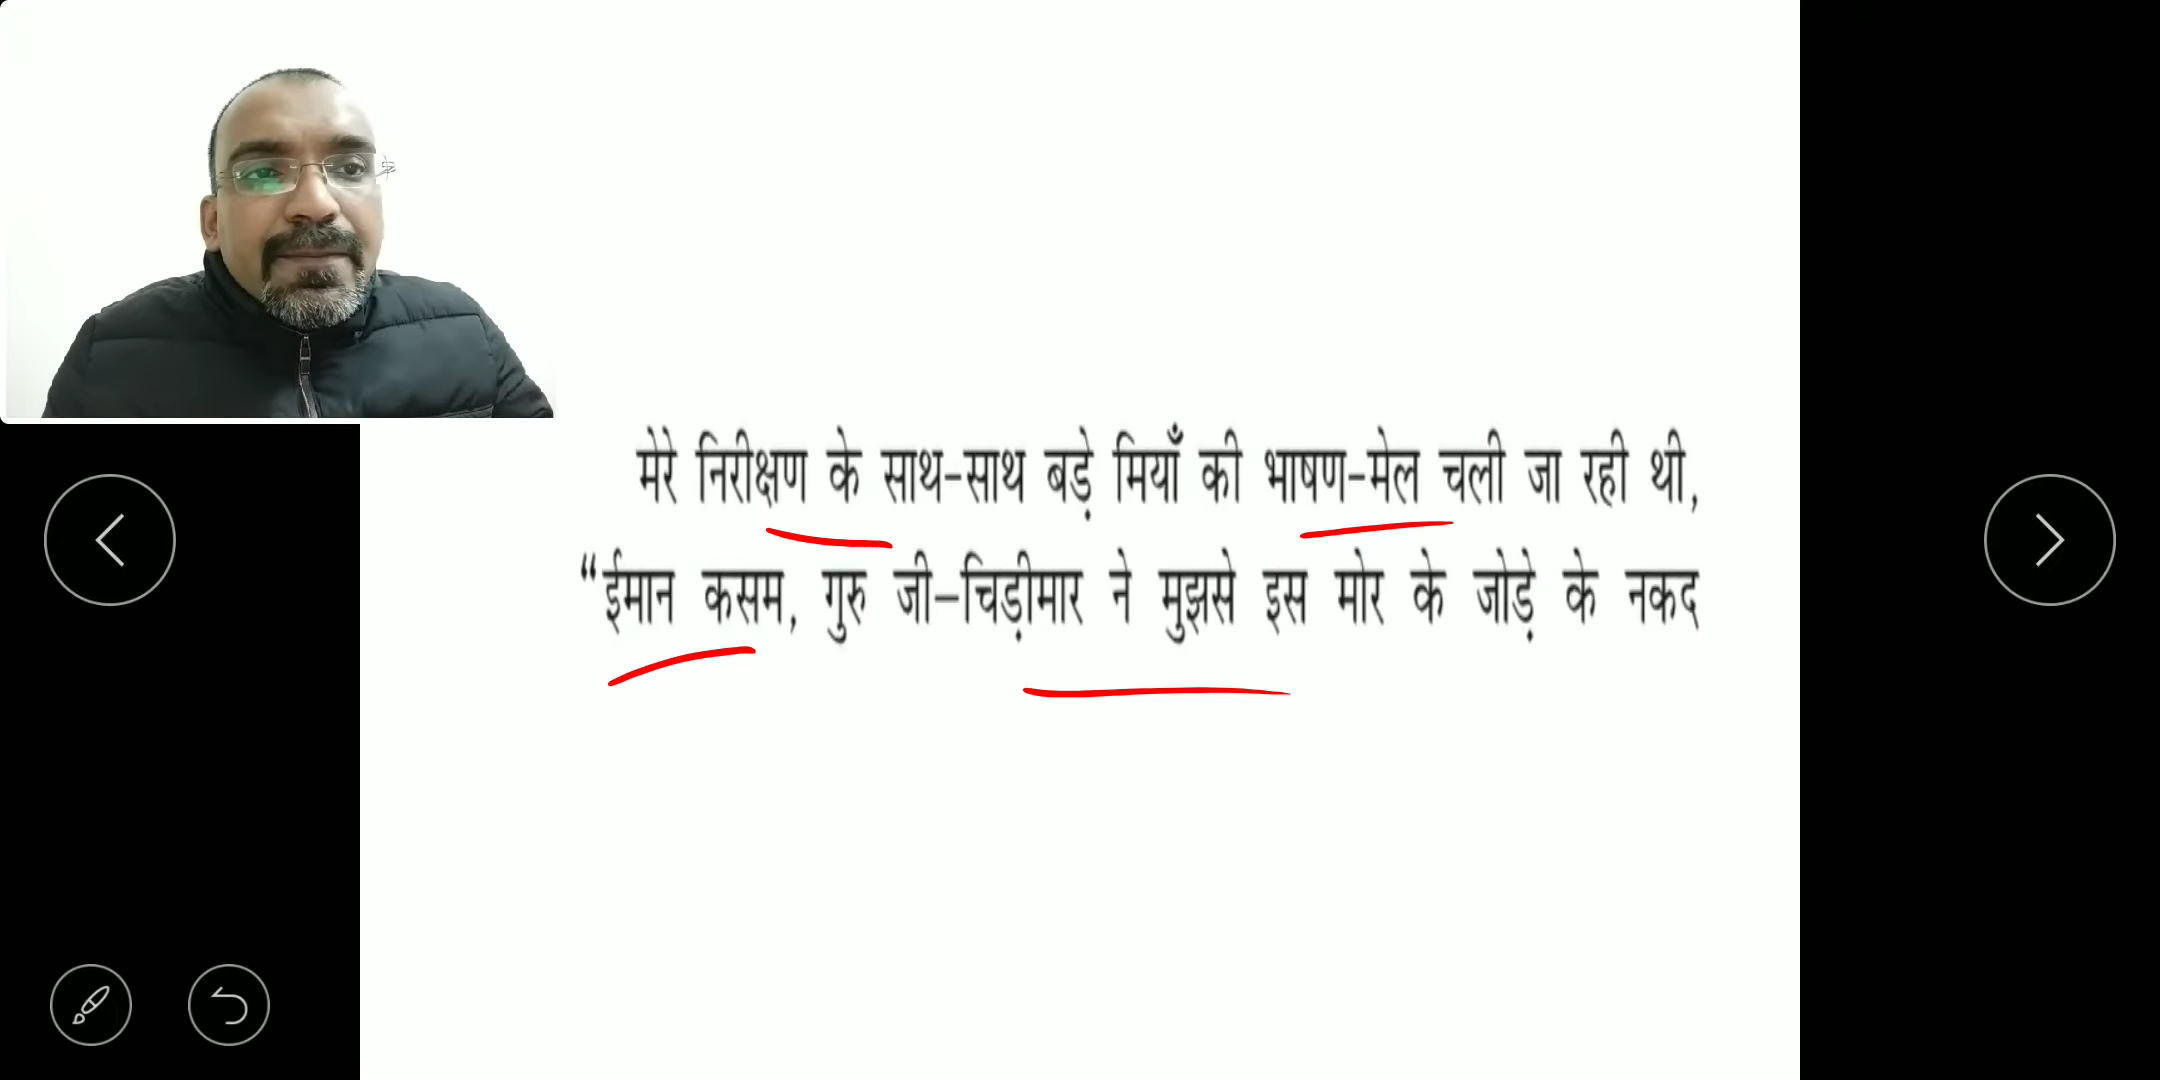 मेरे निरीक्षण के साथ-साथ बड़े मियाँ की भाषण-मेल चली जा रही थी,
“ईमान कसम, गुरु जी-चिड़ीमार ने मुझसे इस मोर के जोड़े के नकद